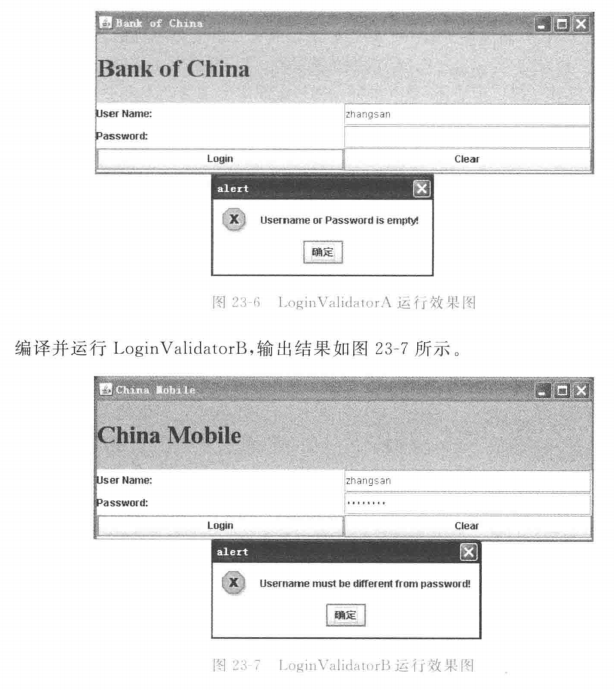 Bank of China
Bank of China
User Name:
zhangsan
Password:
Login
Clear
alert
X
Username or Password is empty!
确定
图 23-6 LoginValidatorA 运行效果图
编译并运行 LoginValidatorB,输出结果如图 23-7 所示。
China Mobile
China Mobile
User Name:
zhangsan
Password:
········
Login
Clear
alert
X
Username must be different from password!
确定
图 23-7 LoginValidatorB 运行效果图